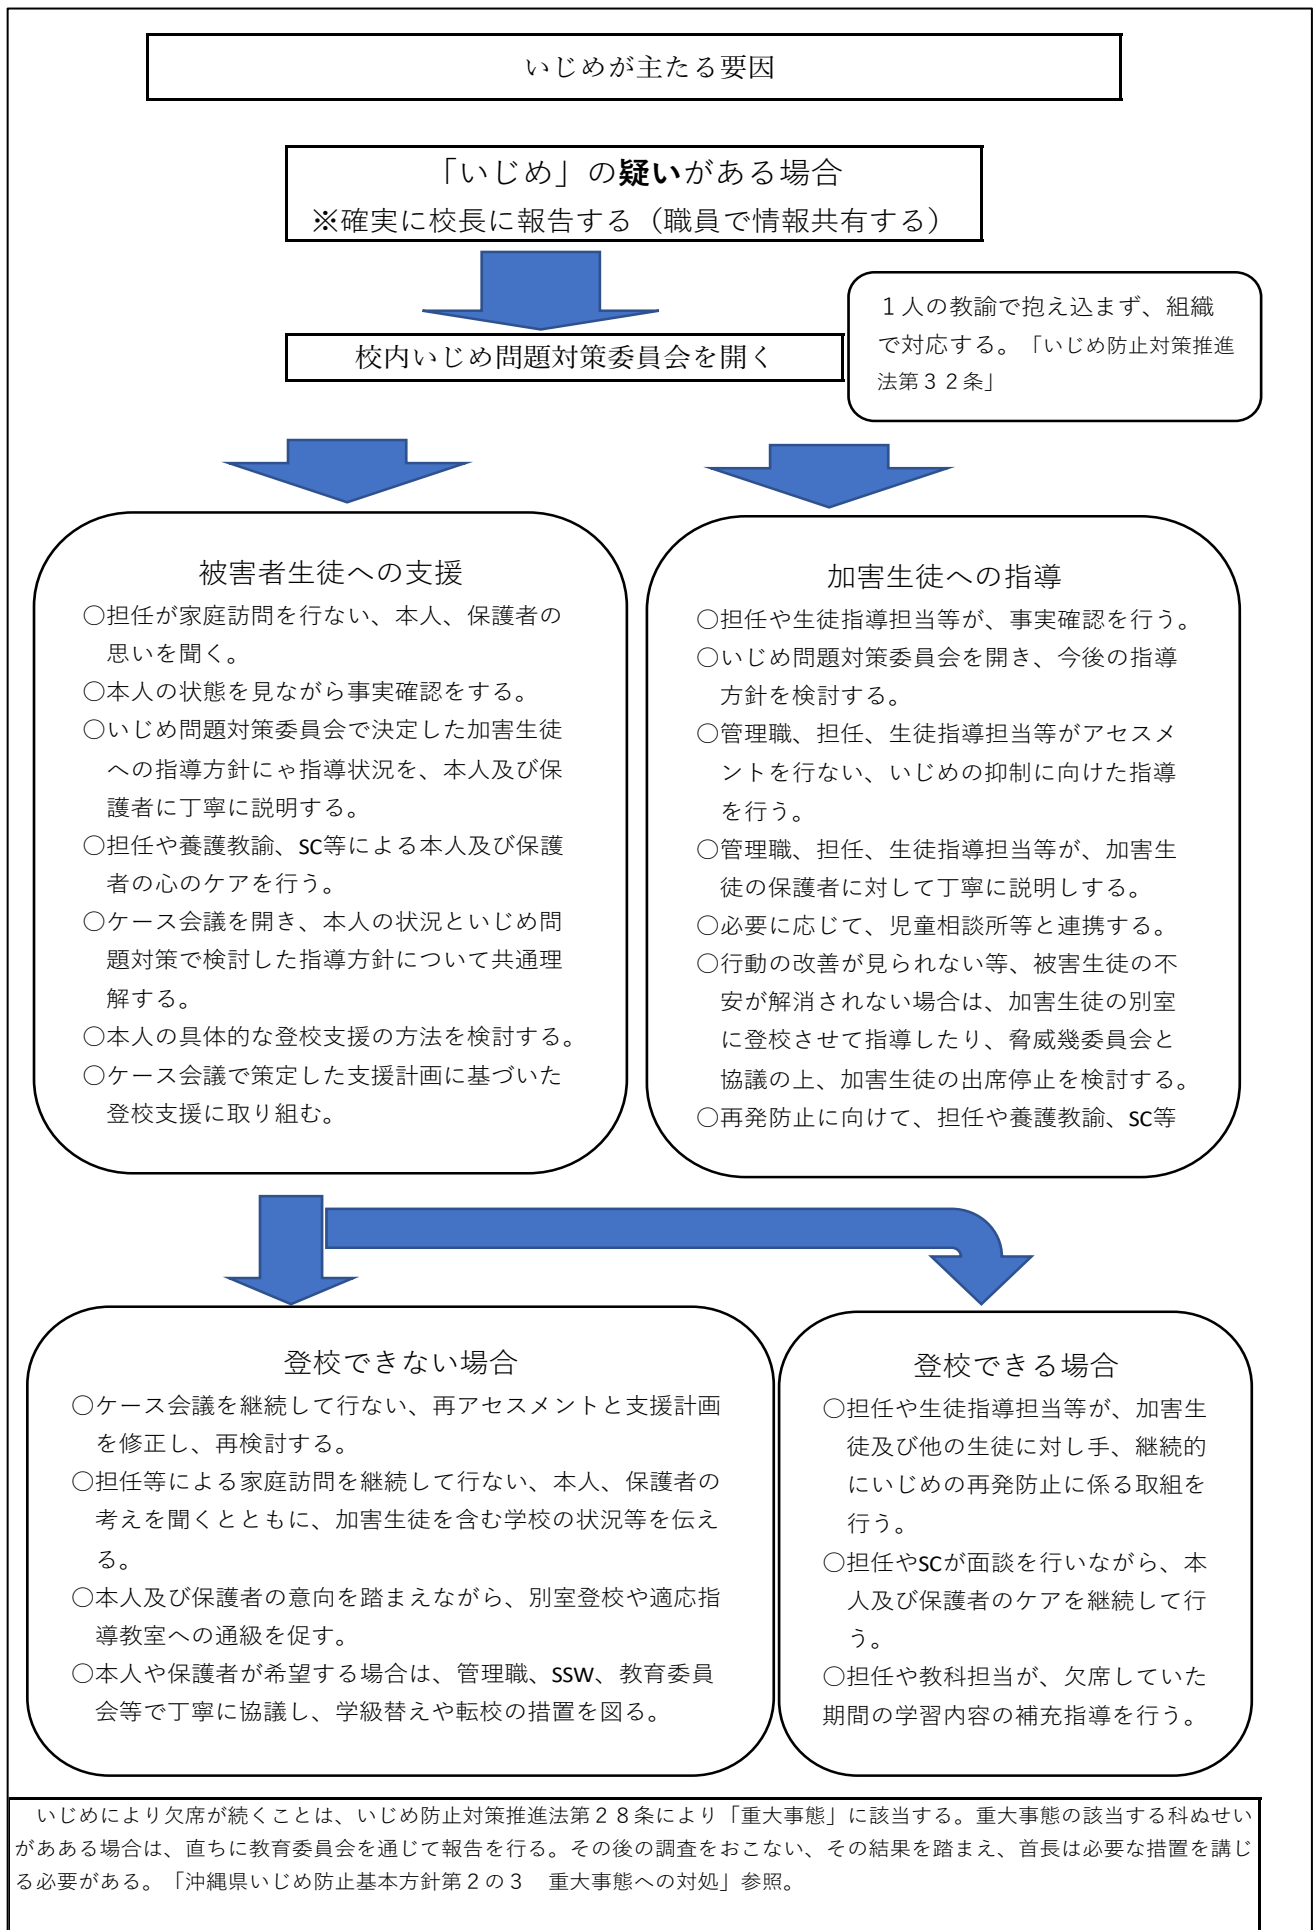 いじめが主たる要因
「いじめ」の疑いがある場合
※確実に校長に報告する（職員で情報共有する）
１人の教諭で抱え込まず、組織
で対応する。「いじめ防止対策推進
法第３２条」
校内いじめ問題対策委員会を開く
被害者生徒への支援
○担任が家庭訪問を行ない、本人、保護者の
思いを聞く。
○本人の状態を見ながら事実確認をする。
○いじめ問題対策委員会で決定した加害生徒
への指導方針にゃ指導状況を、本人及び保
護者に丁寧に説明する。
○担任や養護教諭、SC等による本人及び保護
者の心のケアを行う。
○ケース会議を開き、本人の状況といじめ問
題対策で検討した指導方針について共通理
解する。
○本人の具体的な登校支援の方法を検討する。
○ケース会議で策定した支援計画に基づいた
登校支援に取り組む。
加害生徒への指導
○担任や生徒指導担当等が、事実確認を行う。
○いじめ問題対策委員会を開き、今後の指導
方針を検討する。
○管理職、担任、生徒指導担当等がアセスメ
ントを行ない、いじめの抑制に向けた指導
を行う。
○管理職、担任、生徒指導担当等が、加害生
徒の保護者に対して丁寧に説明しする。
○必要に応じて、児童相談所等と連携する。
○行動の改善が見られない等、被害生徒の不
安が解消されない場合は、加害生徒の別室
に登校させて指導したり、脅威幾委員会と
協議の上、加害生徒の出席停止を検討する。
○再発防止に向けて、担任や養護教諭、SC等
登校できない場合
○ケース会議を継続して行ない、再アセスメントと支援計画
を修正し、再検討する。
○担任等による家庭訪問を継続して行ない、本人、保護者の
考えを聞くとともに、加害生徒を含む学校の状況等を伝え
る。
○本人及び保護者の意向を踏まえながら、別室登校や適応指
導教室への通級を促す。
○本人や保護者が希望する場合は、管理職、SSW、教育委員
会等で丁寧に協議し、学級替えや転校の措置を図る。
登校できる場合
○担任や生徒指導担当等が、加害生
徒及び他の生徒に対し手、継続的
にいじめの再発防止に係る取組を
行う。
○担任やSCが面談を行いながら、本
人及び保護者のケアを継続して行
う。
○担任や教科担当が、欠席していた
期間の学習内容の補充指導を行う。
いじめにより欠席が続くことは、いじめ防止対策推進法第２８条により「重大事態」に該当する。重大事態の該当する科ぬせい
があある場合は、直ちに教育委員会を通じて報告を行る。その後の調査をおこない、その結果を踏まえ、首長は必要な措置を講じ
る必要がある。「沖縄県いじめ防止基本方針第２の３　重大事態への対処」参照。